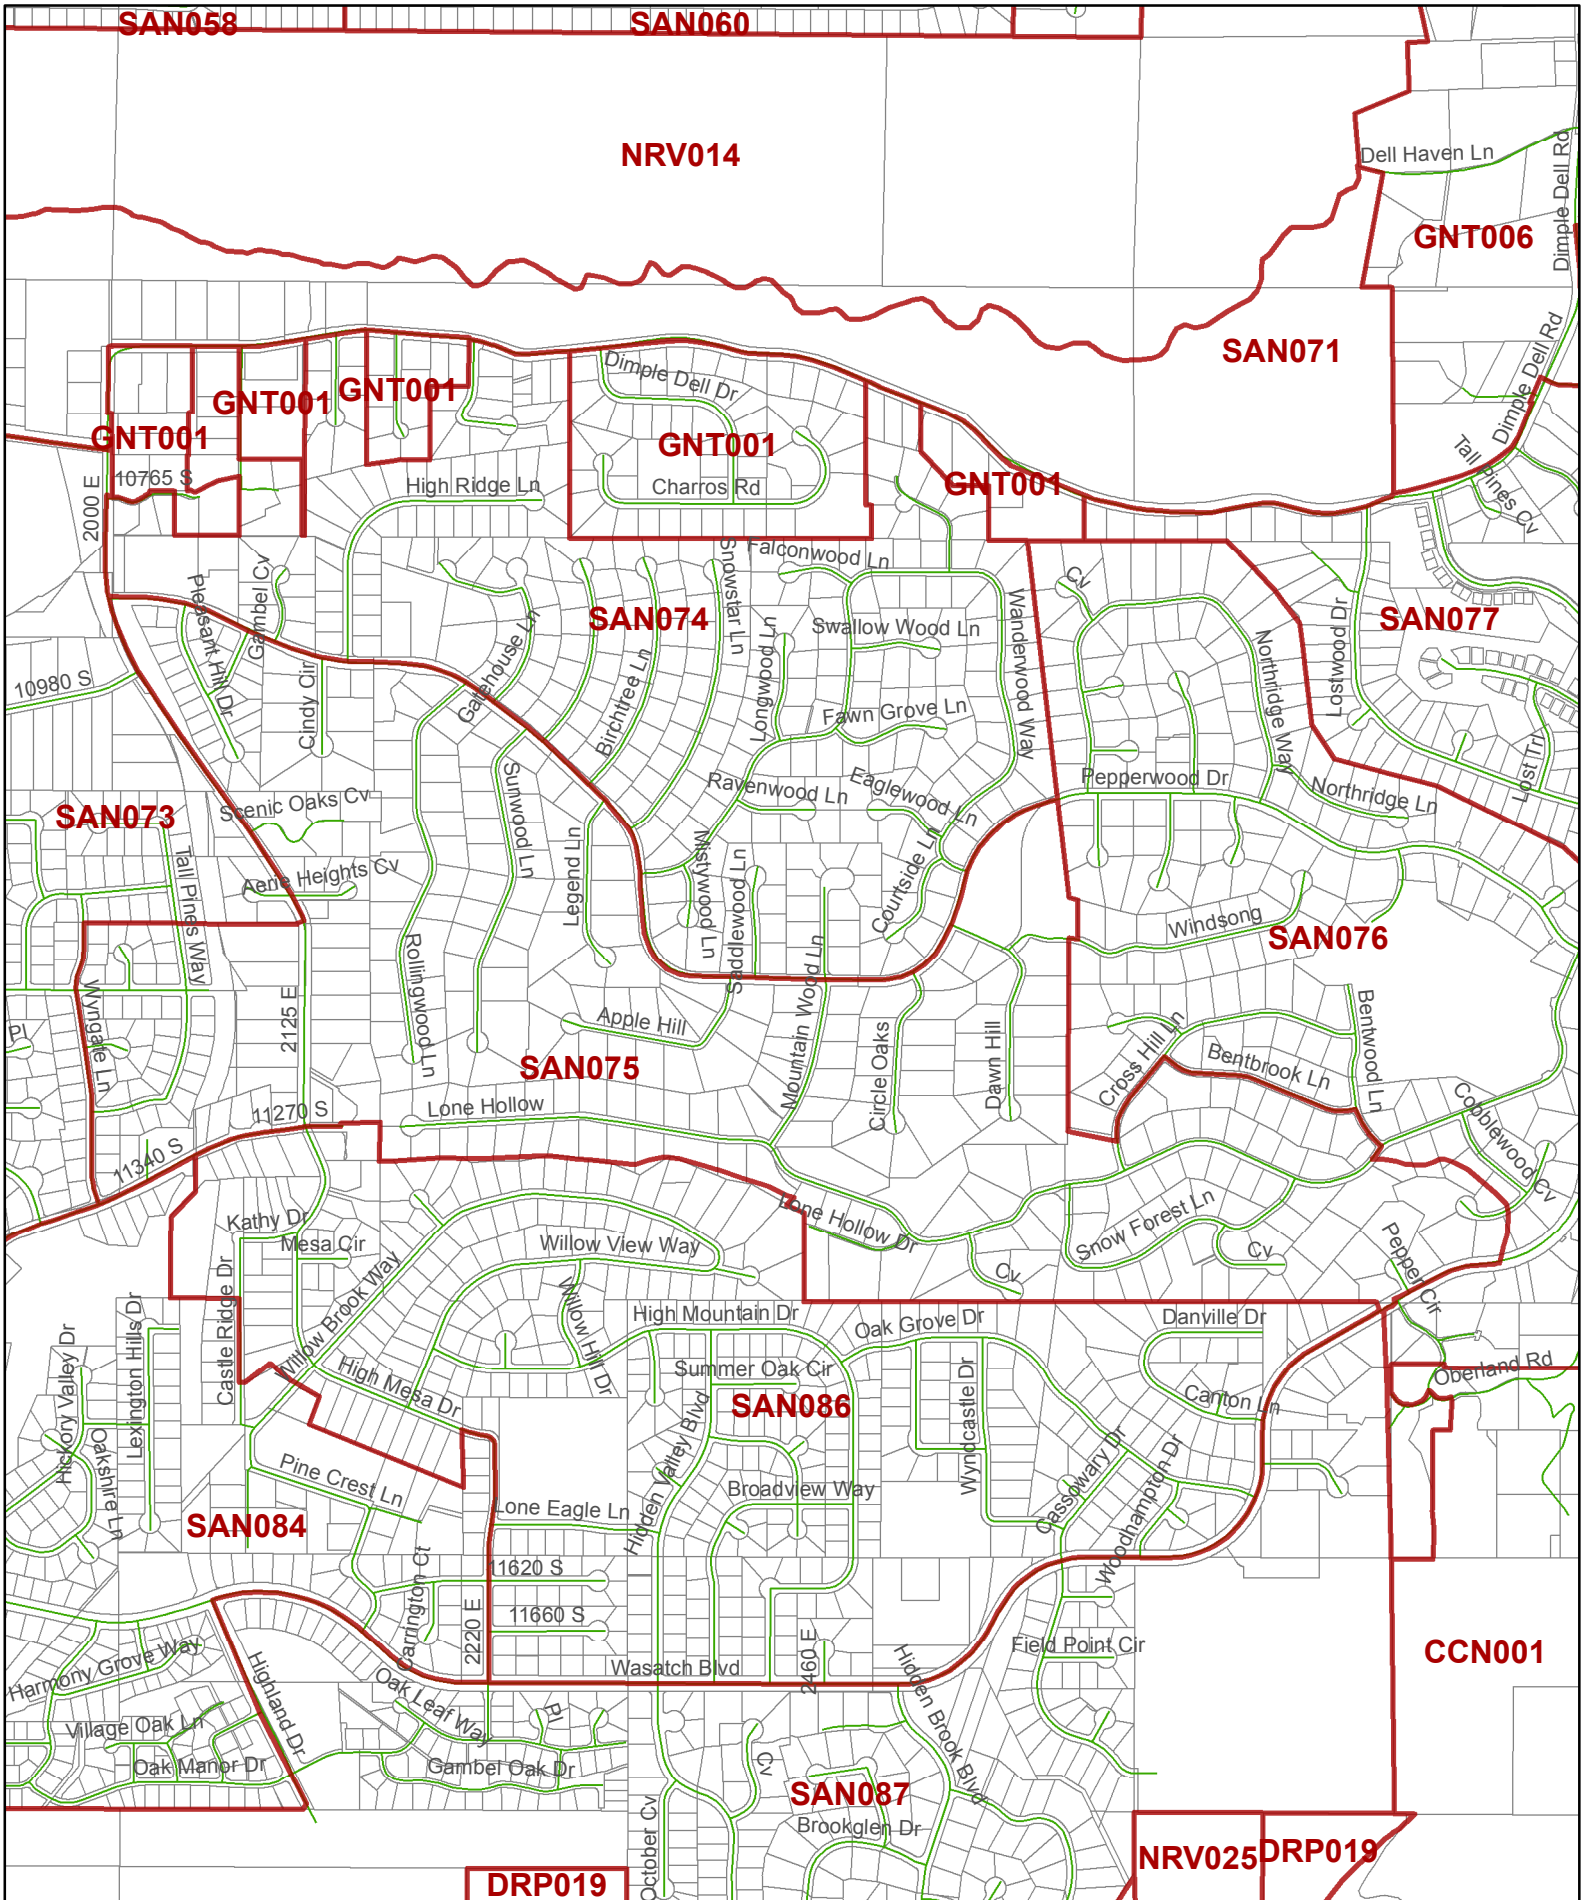 SAN058
SAN060
NRV014
Dell Haven Ln
Dimple Dell Rd
GNT006
Dimple Dell Rd
SAN071
Dimple Dell Dr
GNT001
GNT001
GNT001
GNT001
GNT001
10765 S
2000 E
High Ridge Ln
Charros Rd
Tall Pines Cv
Snowstar Ln
Falconwood Ln
Pleasant Hill Dr
Gambel Cv
Cindy Cir
Gatehouse Ln
SAN074
Birchtree Ln
Longwood Ln
Swallow Wood Ln
Wanderwood Way
Cv
Northridge Way
Lostwood Dr
SAN077
10980 S
Fawn Grove Ln
Pepperwood Dr
Northridge Ln
Lost Trl
SAN073
Scenic Oaks Cv
Sunwood Ln
Ravenwood Ln
Eaglewood Ln
Tall Pines Way
Aerie Heights Cv
Legend Ln
Mistywood Ln
Saddlewood Ln
Courtside Ln
Windsong
SAN076
Rollingwood Ln
Mountain Wood Ln
Wyngate Ln
2125 E
Pl
Apple Hill
Circle Oaks
Dawn Hill
Cross Hill Ln
Bentbrook Ln
Bentwood Ln
SAN075
Lone Hollow
11270 S
11340 S
Cobblewood Cv
Kathy Dr
Mesa Cir
Willow View Way
Lone Hollow Dr
Snow Forest Ln
Cv
Cv
Pepper Cir
Castle Ridge Dr
Willow Brook Way
Willow Hill Dr
High Mountain Dr
Oak Grove Dr
Danville Dr
Lexington Hills Dr
Hickory Valley Dr
High Mesa Dr
Summer Oak Cir
SAN086
Wyndcastle Dr
Canton Ln
Oberland Rd
Oakshire Ln
Pine Crest Ln
Hidden Valley Blvd
Broadview Way
Cassowary Dr
Woodhampton Dr
SAN084
Lone Eagle Ln
11620 S
Carrington Ct
2220 E
11660 S
Wasatch Blvd
2460 E
Field Point Cir
CCN001
Harmony Grove Way
Highland Dr
Oak Leaf Way
Pl
Hidden Brook Blvd
Village Oak Ln
Oak Manor Dr
Gambel Oak Dr
Cv
SAN087
Brookglen Dr
October Cv
DRP019
NRV025
DRP019